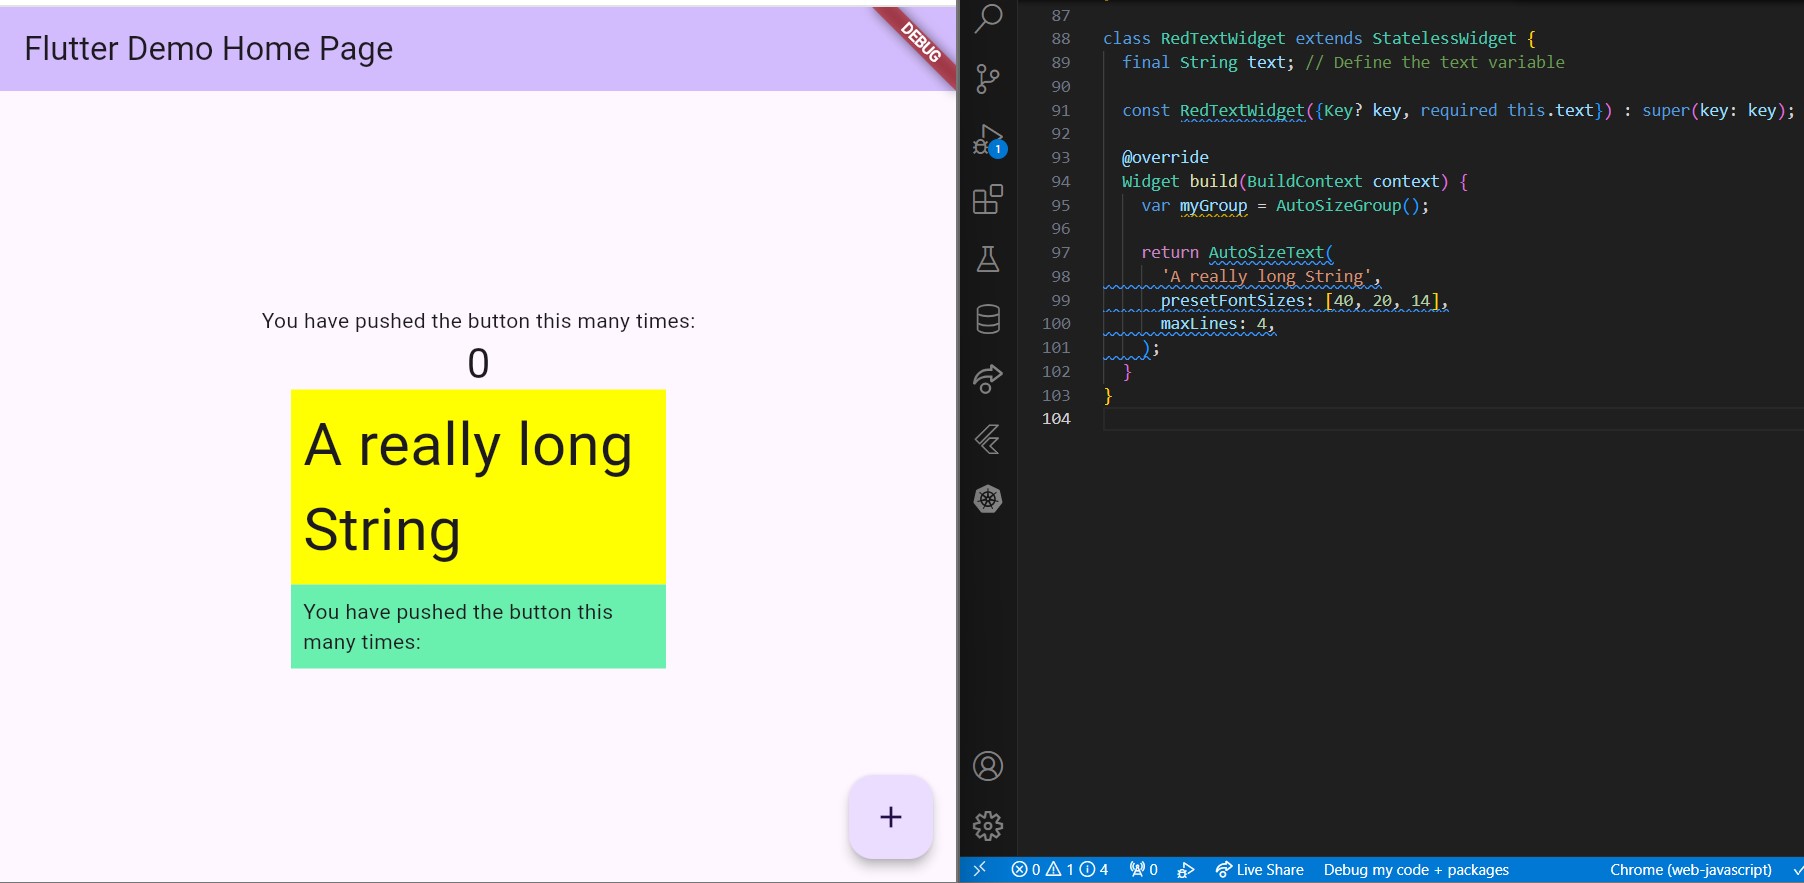 Flutter Demo Home Page
DEBUG
You have pushed the button this many times:
0
A really long
String
You have pushed the button this
many times:
+
1
87
88 class RedTextWidget extends StatelessWidget {
89 final String text; // Define the text variable
90
91 const RedTextWidget({Key? key, required this.text}) : super(key: key);
92
93 @override
94 Widget build(BuildContext context) {
95 var myGroup = AutoSizeGroup();
96
97 return AutoSizeText(
98 'A really long String',
99 presetFontSizes: [40, 20, 14],
100 maxLines: 4,
101 );
102 }
103 }
104
0 1 4 0 Live Share Debug my code + packages Chrome (web-javascript)